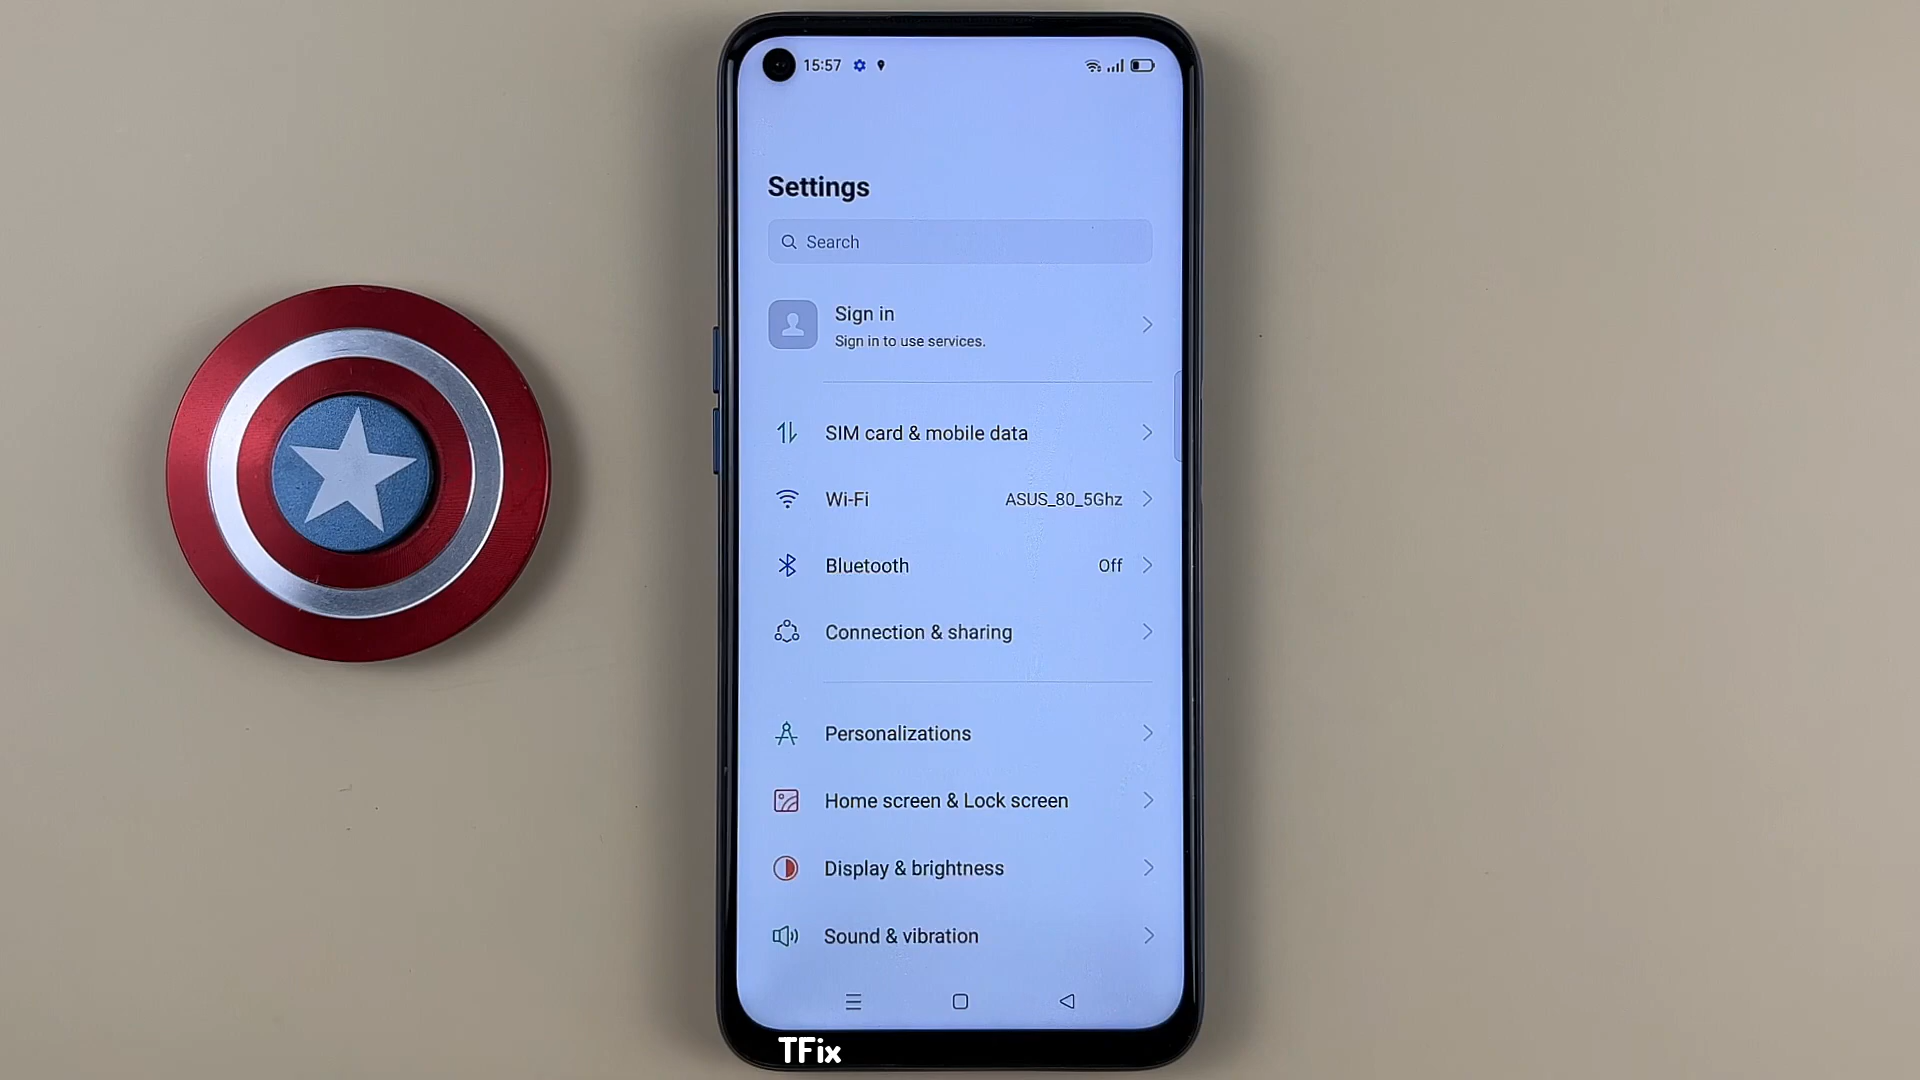 15:57
Settings
Search
Sign in
Sign in to use services.
SIM card & mobile data
Wi-Fi ASUS_80_5Ghz
Bluetooth Off
Connection & sharing
Personalizations
Home screen & Lock screen
Display & brightness
Sound & vibration
TFix